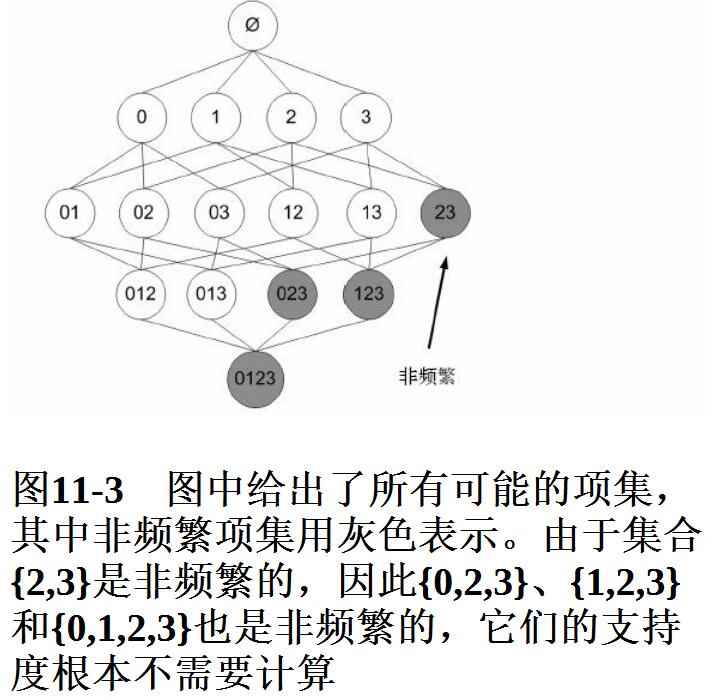 Ø
0 1 2 3
01 02 03 12 13 23
012 013 023 123
0123
非频繁
图11-3 图中给出了所有可能的项集，
其中非频繁项集用灰色表示。由于集合
{2,3}是非频繁的，因此{0,2,3}、{1,2,3}
和{0,1,2,3}也是非频繁的，它们的支持
度根本不需要计算